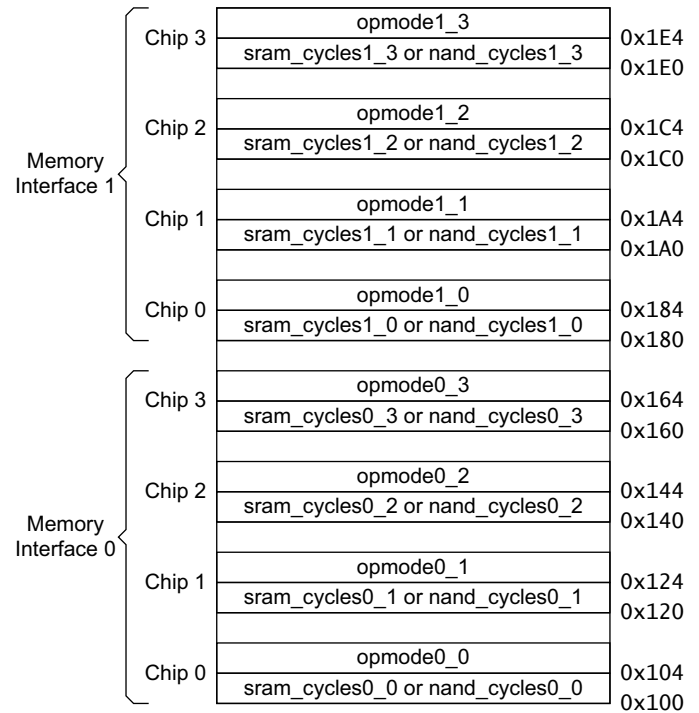 opmode1_3
Chip 3
0x1E4
sram_cycles1_3 or nand_cycles1_3
0x1E0
opmode1_2
Chip 2
0x1C4
sram_cycles1_2 or nand_cycles1_2
0x1C0
Memory
Interface 1
opmode1_1
Chip 1
0x1A4
sram_cycles1_1 or nand_cycles1_1
0x1A0
opmode1_0
Chip 0
0x184
sram_cycles1_0 or nand_cycles1_0
0x180
opmode0_3
Chip 3
0x164
sram_cycles0_3 or nand_cycles0_3
0x160
opmode0_2
Chip 2
0x144
sram_cycles0_2 or nand_cycles0_2
0x140
Memory
Interface 0
opmode0_1
Chip 1
0x124
sram_cycles0_1 or nand_cycles0_1
0x120
opmode0_0
Chip 0
0x104
sram_cycles0_0 or nand_cycles0_0
0x100